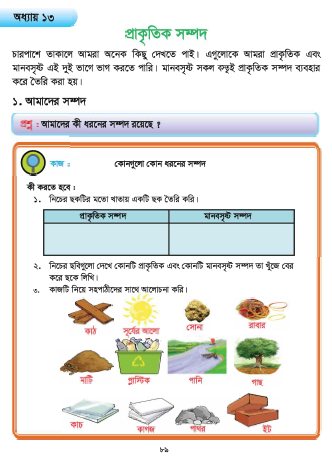 অধ্যায় ১৩
প্রাকৃতিক সম্পদ
চারপাশে তাকালে আমরা অনেক কিছু দেখতে পাই। এগুলোকে আমরা প্রাকৃতিক এবং
মানবসৃষ্ট এই দুই ভাগে ভাগ করতে পারি। মানবসৃষ্ট সকল বস্তুই প্রাকৃতিক সম্পদ ব্যবহার
করে তৈরি করা হয়।
১. আমাদের সম্পদ
প্রশ্ন : আমাদের কী ধরনের সম্পদ রয়েছে ?
কাজ : কোনগুলো কোন ধরনের সম্পদ
কী করতে হবে :
১. নিচের ছকটির মতো খাতায় একটি ছক তৈরি করি।
প্রাকৃতিক সম্পদ মানবসৃষ্ট সম্পদ
২. নিচের ছবিগুলো দেখে কোনটি প্রাকৃতিক এবং কোনটি মানবসৃষ্ট সম্পদ তা খুঁজে বের
করে ছকে লিখি।
৩. কাজটি নিয়ে সহপাঠীদের সাথে আলোচনা করি।
কাঠ সূর্যের আলো সোনা রাবার
মাটি প্লাস্টিক পানি গাছ
কাচ কাগজ পাথর ইট
৮৯